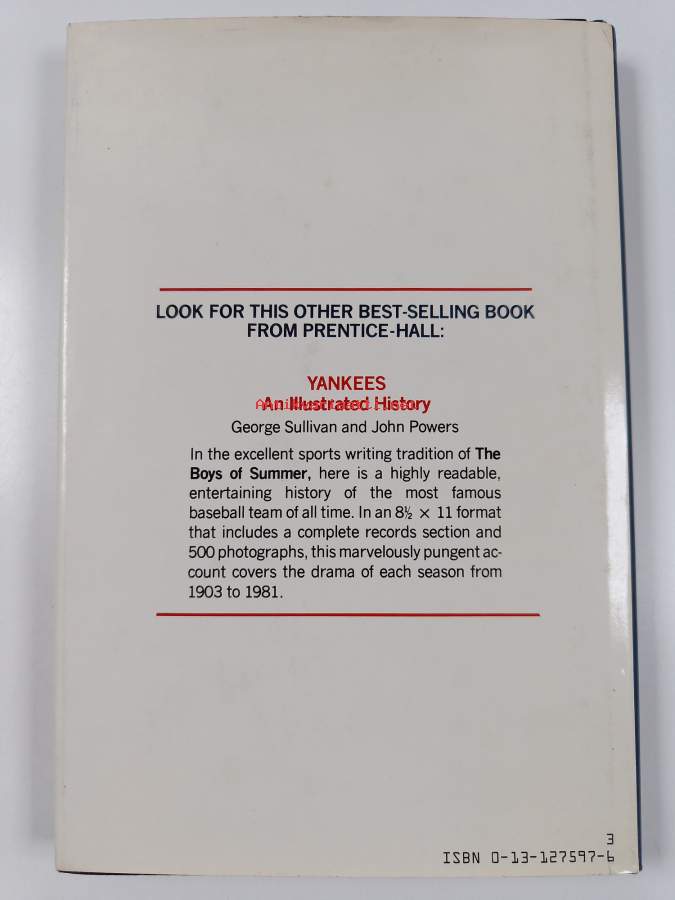 LOOK FOR THIS OTHER BEST-SELLING BOOK
FROM PRENTICE-HALL:
YANKEES
An Illustrated History
George Sullivan and John Powers
In the excellent sports writing tradition of The
Boys of Summer, here is a highly readable,
entertaining history of the most famous
baseball team of all time. In an 8½ × 11 format
that includes a complete records section and
500 photographs, this marvelously pungent ac-
count covers the drama of each season from
1903 to 1981.
3
ISBN 0-13-127597-6